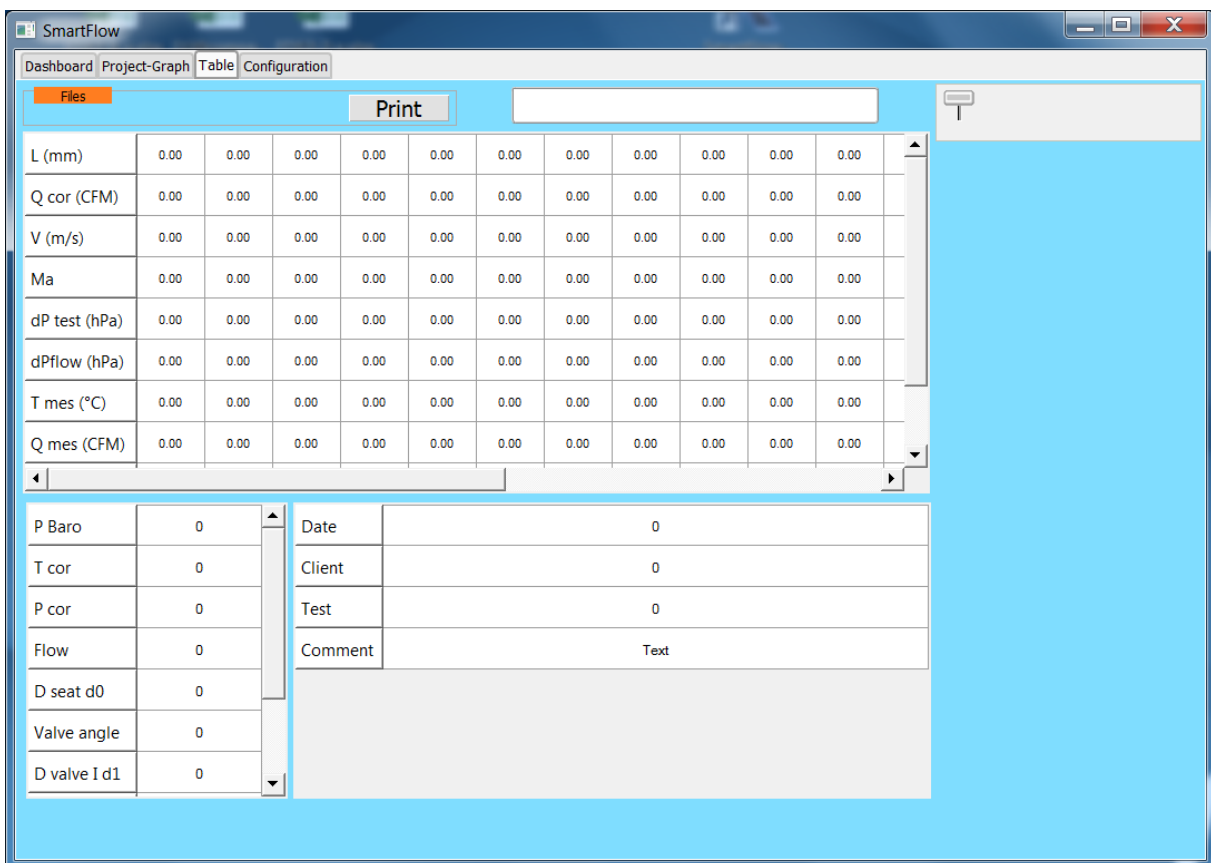 SmartFlow
X
Dashboard Project-Graph Table Configuration
Files
Print
L (mm) 0.00 0.00 0.00 0.00 0.00 0.00 0.00 0.00 0.00 0.00 0.00
Q cor (CFM) 0.00 0.00 0.00 0.00 0.00 0.00 0.00 0.00 0.00 0.00 0.00
V (m/s) 0.00 0.00 0.00 0.00 0.00 0.00 0.00 0.00 0.00 0.00 0.00
Ma 0.00 0.00 0.00 0.00 0.00 0.00 0.00 0.00 0.00 0.00 0.00
dP test (hPa) 0.00 0.00 0.00 0.00 0.00 0.00 0.00 0.00 0.00 0.00 0.00
dPflow (hPa) 0.00 0.00 0.00 0.00 0.00 0.00 0.00 0.00 0.00 0.00 0.00
T mes (°C) 0.00 0.00 0.00 0.00 0.00 0.00 0.00 0.00 0.00 0.00 0.00
Q mes (CFM) 0.00 0.00 0.00 0.00 0.00 0.00 0.00 0.00 0.00 0.00 0.00
P Baro 0
T cor 0
P cor 0
Flow 0
D seat d0 0
Valve angle 0
D valve I d1 0
Date 0
Client 0
Test 0
Comment Text